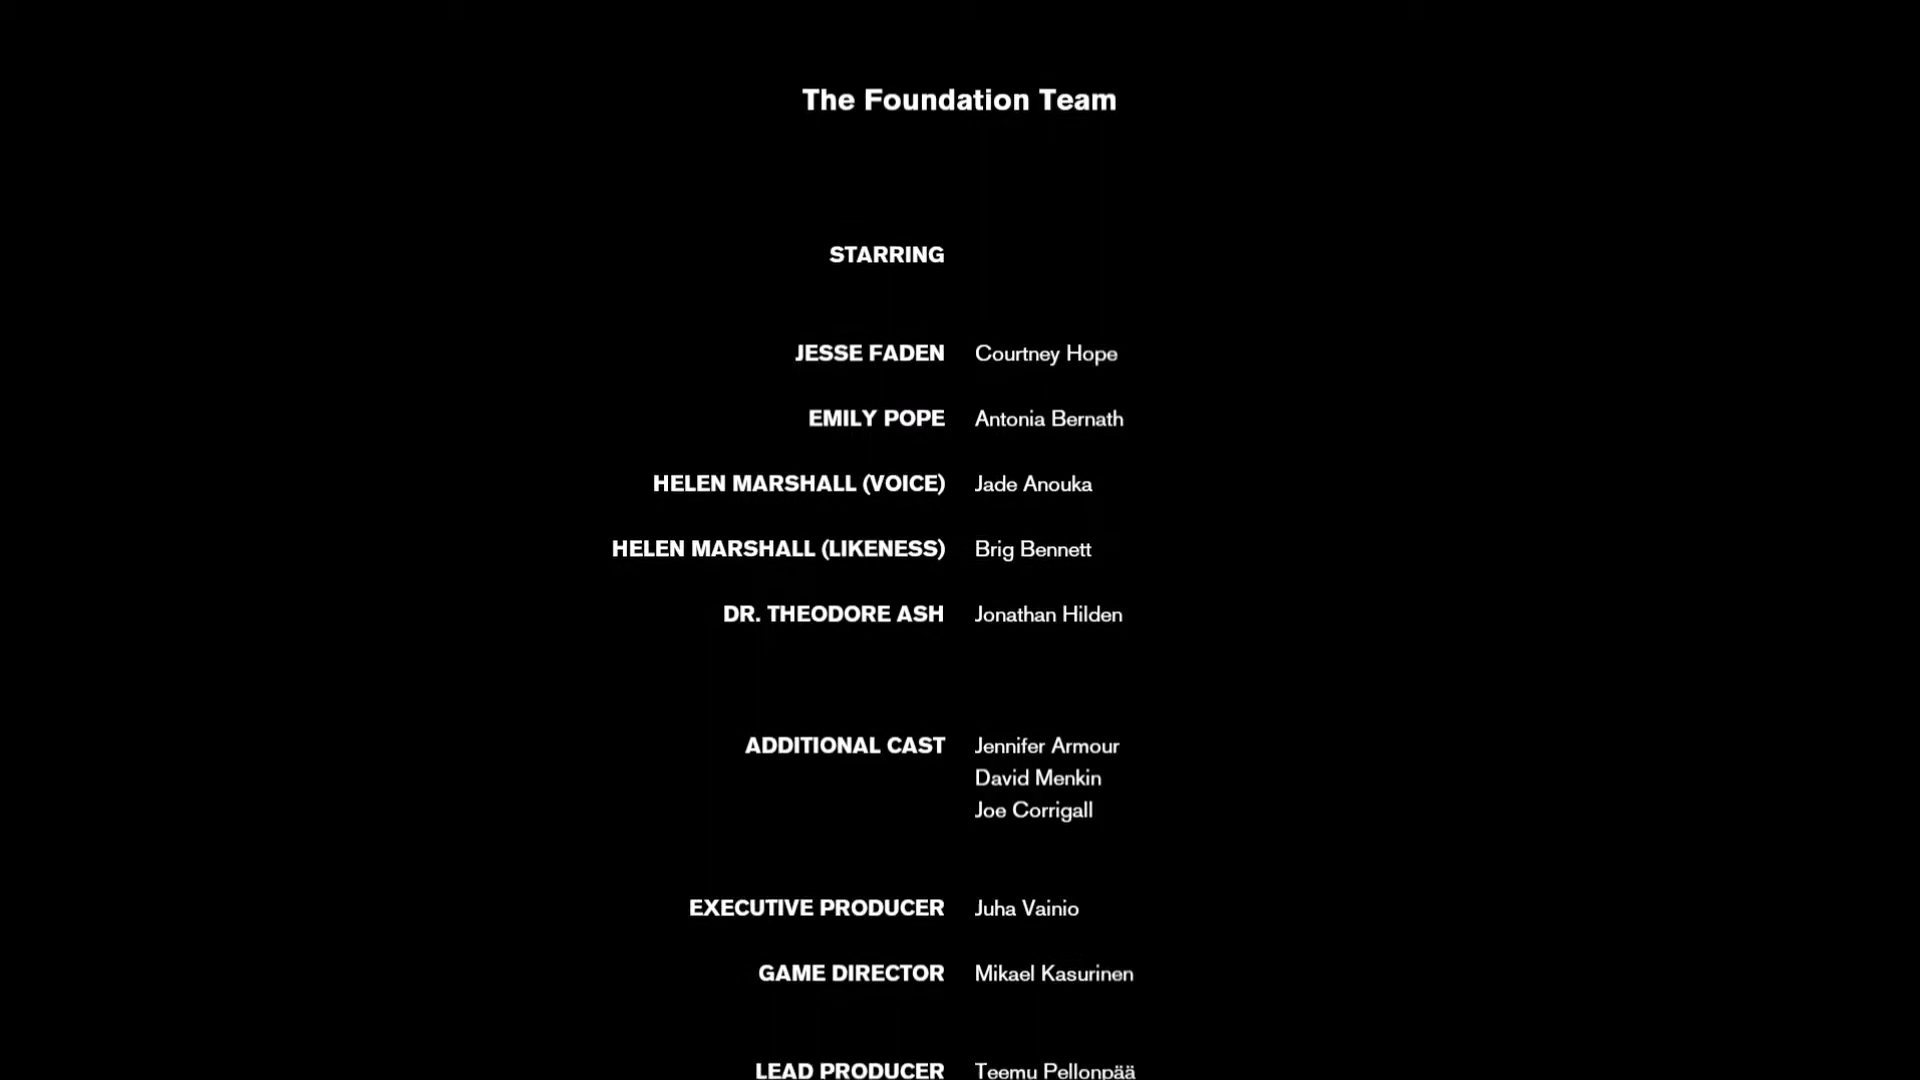 The Foundation Team
STARRING
JESSE FADEN Courtney Hope
EMILY POPE Antonia Bernath
HELEN MARSHALL (VOICE) Jade Anouka
HELEN MARSHALL (LIKENESS) Brig Bennett
DR. THEODORE ASH Jonathan Hilden
ADDITIONAL CAST Jennifer Armour
David Menkin
Joe Corrigall
EXECUTIVE PRODUCER Juha Vainio
GAME DIRECTOR Mikael Kasurinen
LEAD PRODUCER Teemu Pellonpää